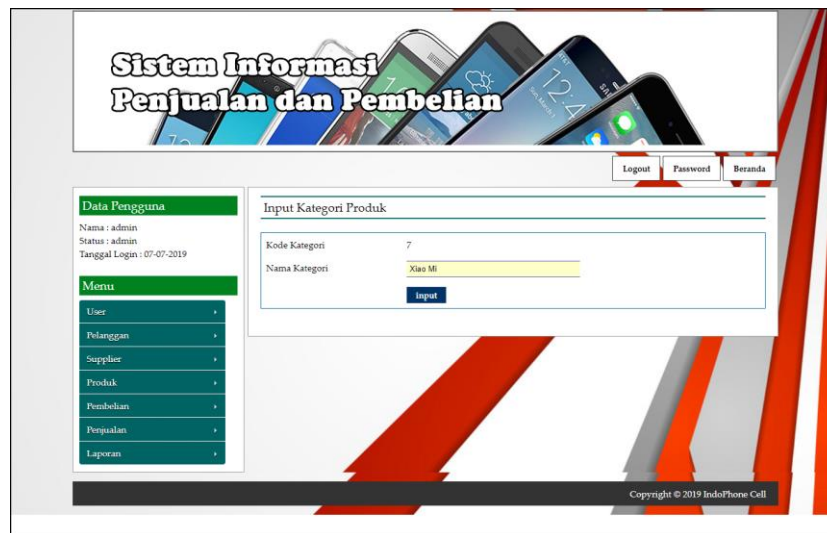 Sistem Informasi
Penjualan dan Pembelian
Logout Password Beranda
Data Pengguna
Nama : admin
Status : admin
Tanggal Login : 07-07-2019
Menu
User
Pelanggan
Supplier
Produk
Pembelian
Penjualan
Laporan
Input Kategori Produk
Kode Kategori 7
Nama Kategori Xiao Mi
input
Copyright © 2019 IndoPhone Cell